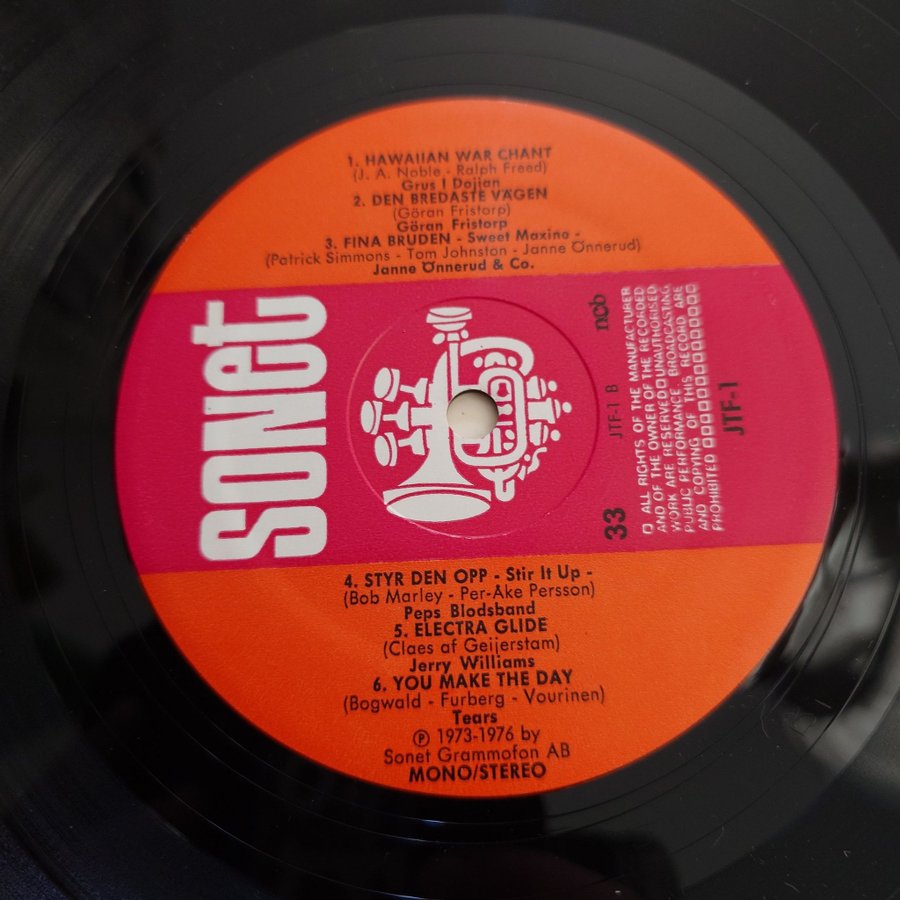 1. HAWAIIAN WAR CHANT
(J. A. Noble - Ralph Freed)
Grus I Dojjan
2. DEN BREDASTE VÄGEN
(Göran Fristorp)
Göran Fristorp
3. FINA BRUDEN - Sweet Maxine -
(Patrick Simmons - Tom Johnston - Janne Önnerud)
Janne Önnerud & Co.
sonet
33
JTF-1 B
ncb
□ ALL RIGHTS OF THE MANUFACTURER
AND OF THE OWNER OF THE RECORDED
WORK ARE RESERVED □ UNAUTHORISED
PUBLIC PERFORMANCE, BROADCASTING
AND COPYING OF THIS RECORD ARE
PROHIBITED □□□□□□□□□□□□□□□
JTF-1
4. STYR DEN OPP - Stir It Up -
(Bob Marley - Per-Åke Persson)
Peps Blodsband
5. ELECTRA GLIDE
(Claes af Geijerstam)
Jerry Williams
6. YOU MAKE THE DAY
(Bogwald - Furberg - Vourinen)
Tears
℗ 1973-1976 by
Sonet Grammofon AB
MONO/STEREO